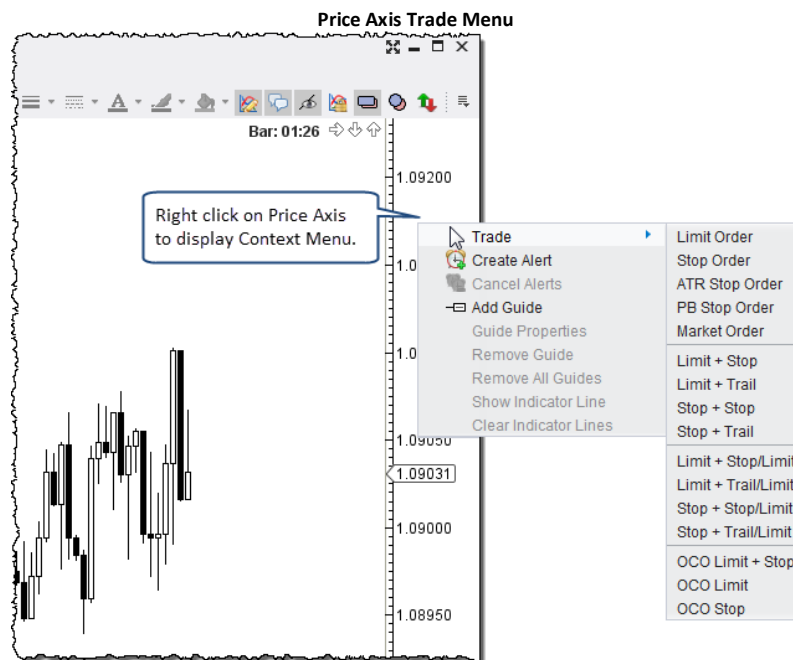 Price Axis Trade Menu
Bar: 01:26
1.09200
Right click on Price Axis
to display Context Menu.
Trade
Create Alert
Cancel Alerts
Add Guide
Guide Properties
Remove Guide
Remove All Guides
Show Indicator Line
Clear Indicator Lines
Limit Order
Stop Order
ATR Stop Order
PB Stop Order
Market Order
Limit + Stop
Limit + Trail
Stop + Stop
Stop + Trail
Limit + Stop/Limit
Limit + Trail/Limit
Stop + Stop/Limit
Stop + Trail/Limit
OCO Limit + Stop
OCO Limit
OCO Stop
1.0
1.0
1.09050
1.09031
1.09000
1.08950